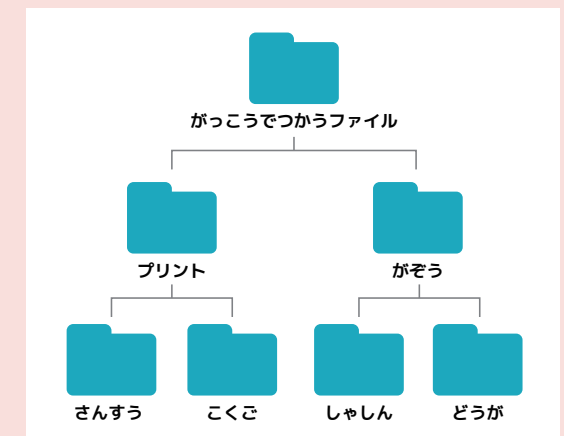 がっこうでつかうファイル
プリント
がぞう
さんすう
こくご
しゃしん
どうが